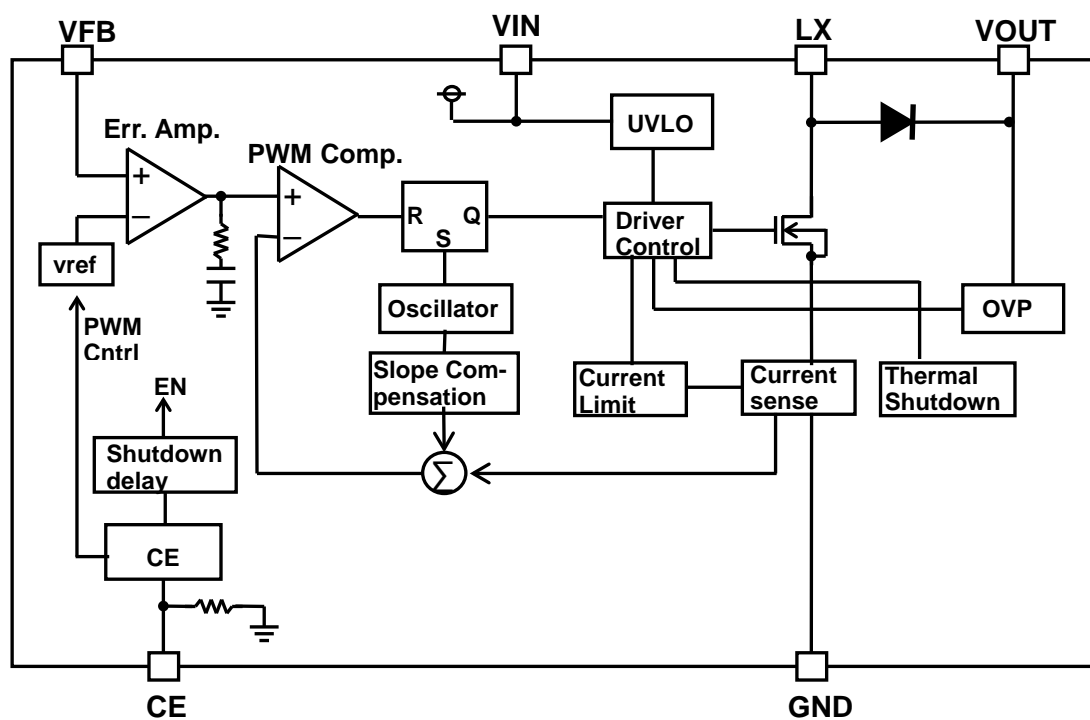 VFB
VIN
LX
VOUT
Err. Amp.
PWM Comp.
UVLO
+
−
+
−
R
Q
S
Driver
Control
vref
PWM
Cntrl
Oscillator
OVP
Slope Com-
pensation
Current
Limit
Current
sense
Thermal
Shutdown
EN
Shutdown
delay
Σ
CE
CE
GND